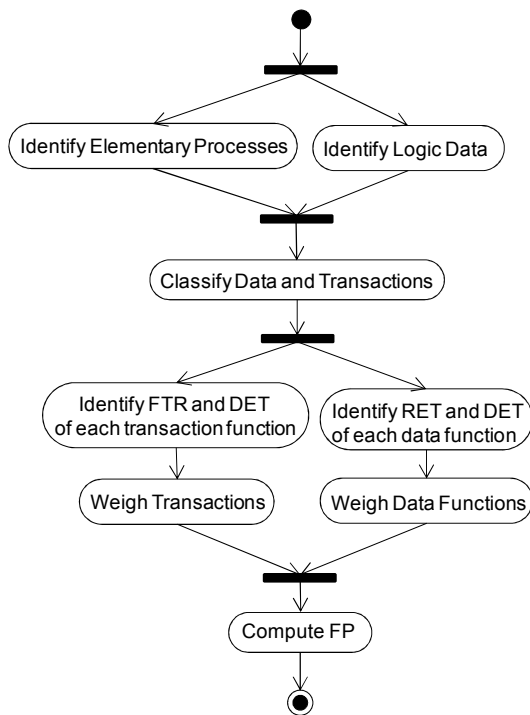 Identify Elementary Processes
Identify Logic Data
Classify Data and Transactions
Identify FTR and DET
of each transaction function
Identify RET and DET
of each data function
Weigh Transactions
Weigh Data Functions
Compute FP